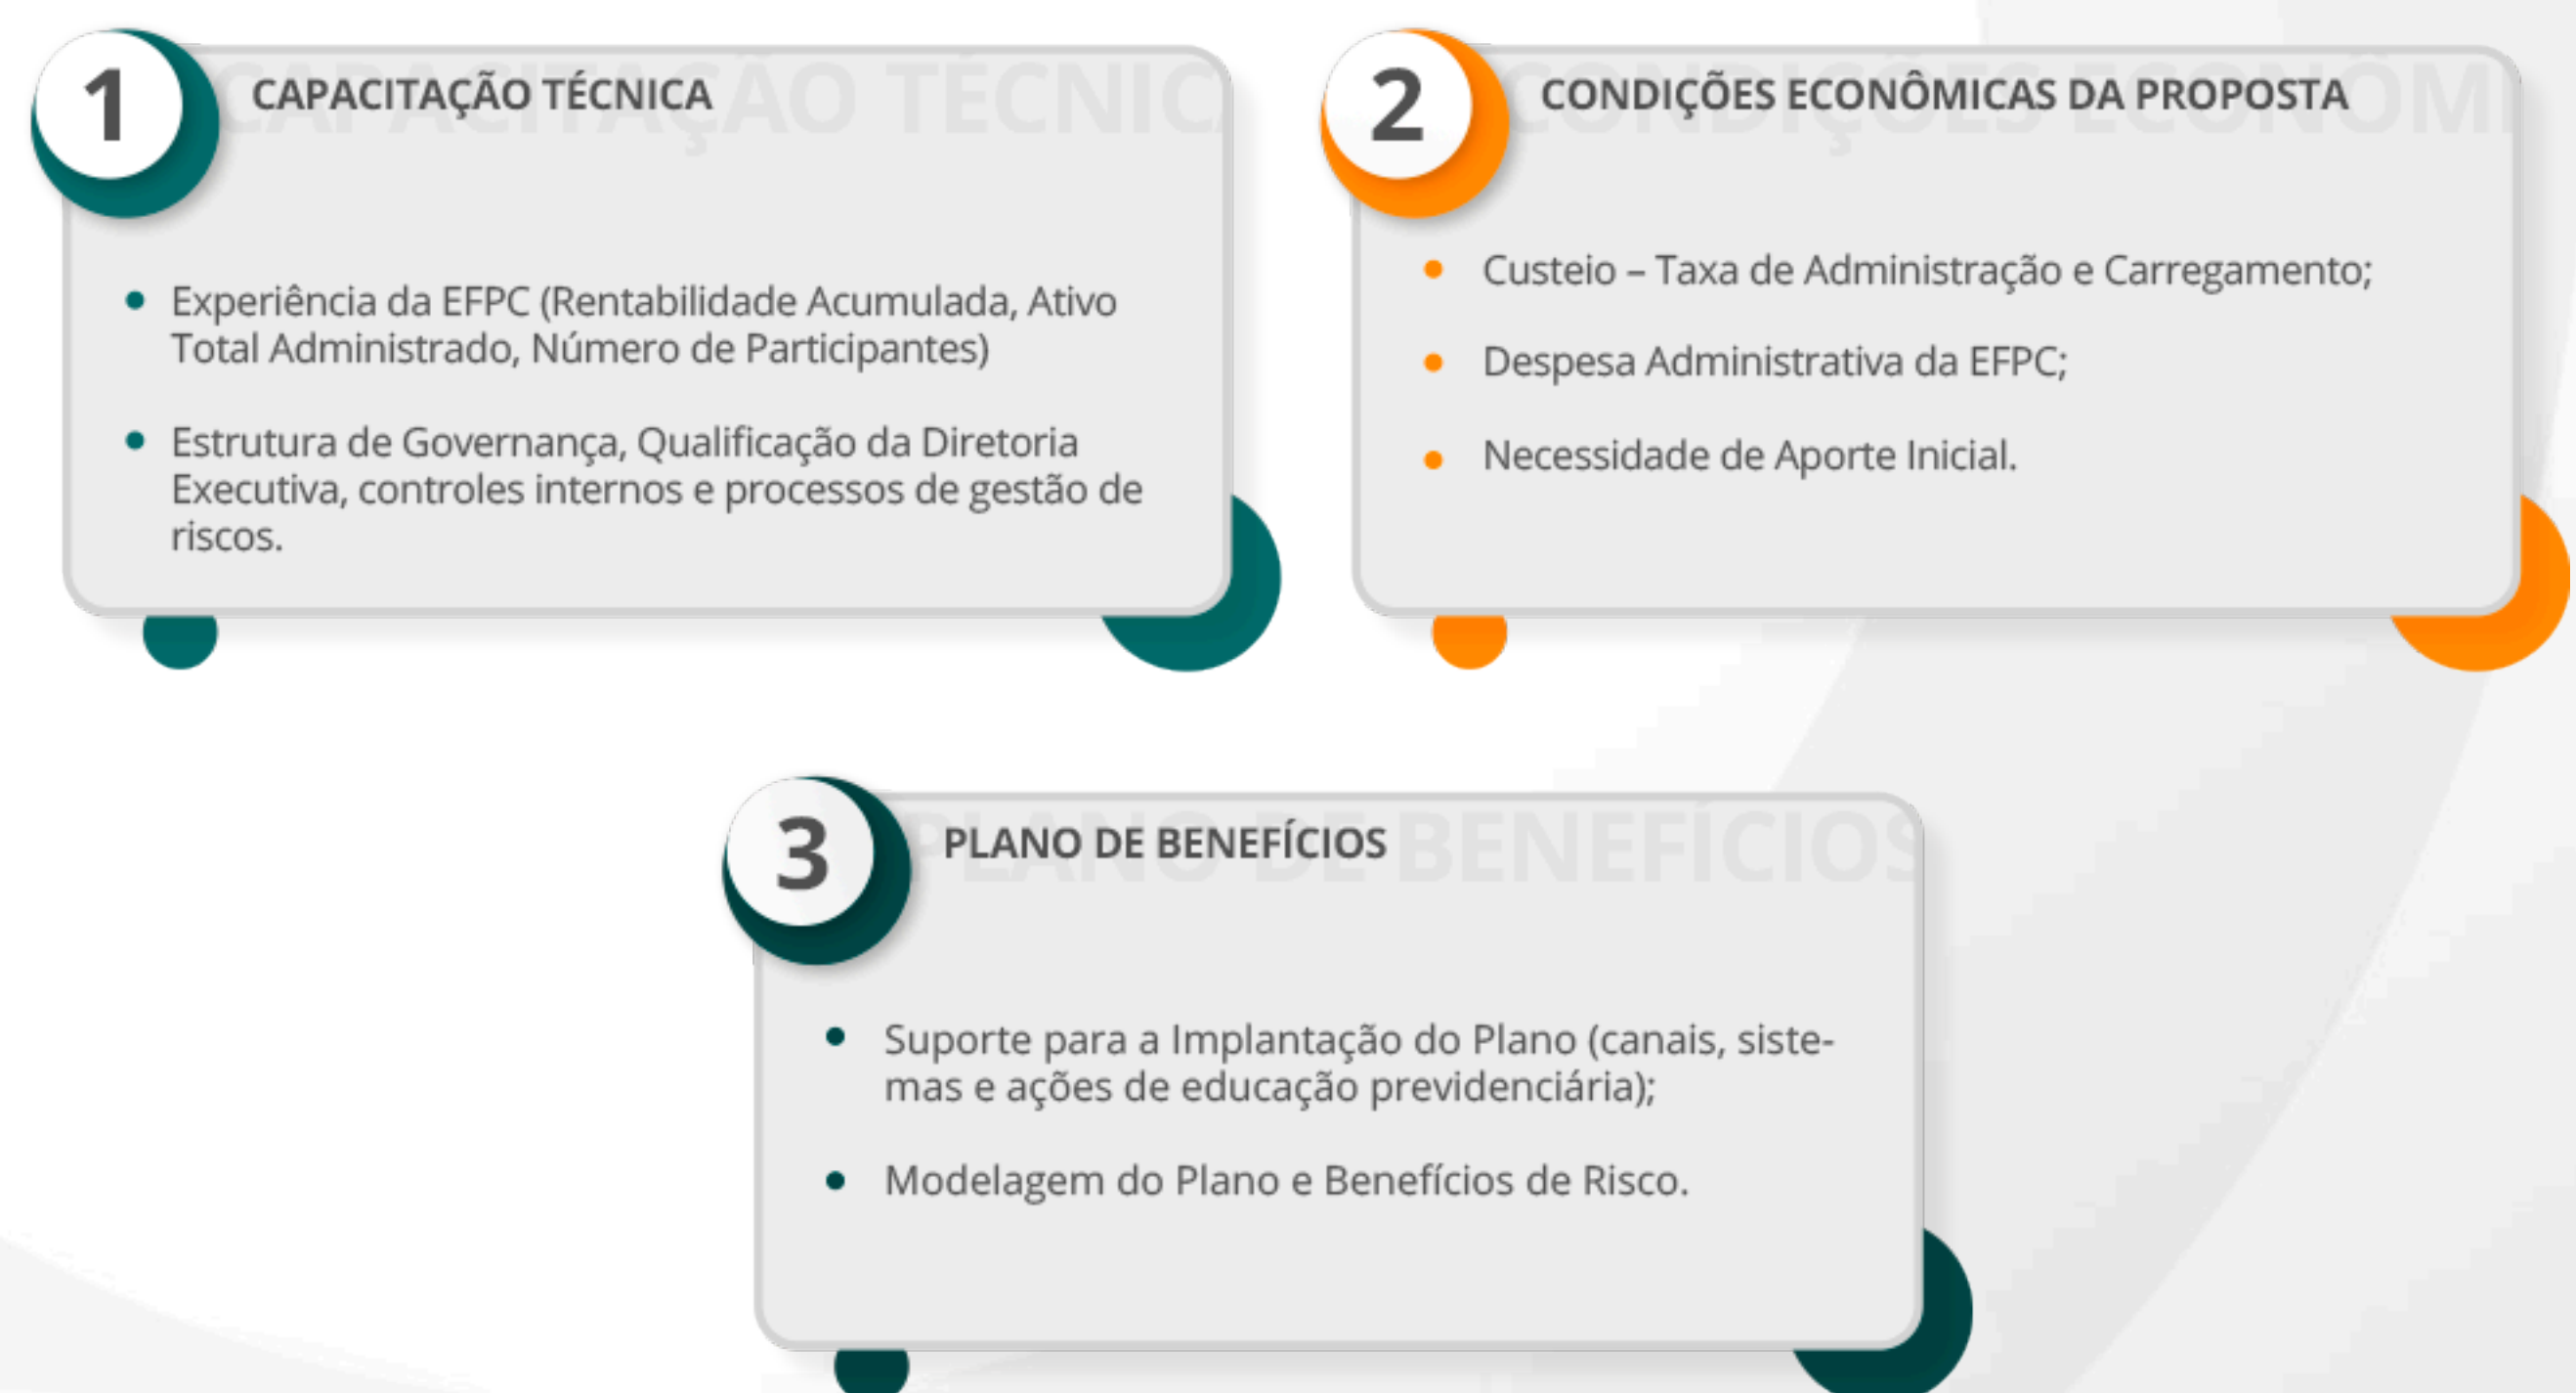 1
CAPACITAÇÃO TÉCNICA
Experiência da EFPC (Rentabilidade Acumulada, Ativo
Total Administrado, Número de Participantes)
Estrutura de Governança, Qualificação da Diretoria
Executiva, controles internos e processos de gestão de
riscos.
2
CONDIÇÕES ECONÔMICAS DA PROPOSTA
Custeio – Taxa de Administração e Carregamento;
Despesa Administrativa da EFPC;
Necessidade de Aporte Inicial.
3
PLANO DE BENEFÍCIOS
Suporte para a Implantação do Plano (canais, siste-
mas e ações de educação previdenciária);
Modelagem do Plano e Benefícios de Risco.